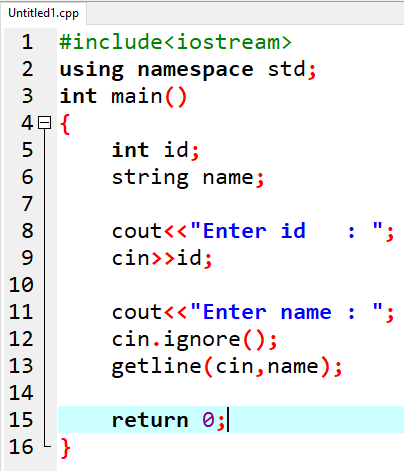 Untitled1.cpp
1 #include<iostream>
2 using namespace std;
3 int main()
4 {
5     int id;
6     string name;
7
8     cout<<"Enter id   : ";
9     cin>>id;
10
11     cout<<"Enter name : ";
12     cin.ignore();
13     getline(cin,name);
14
15     return 0;
16 }